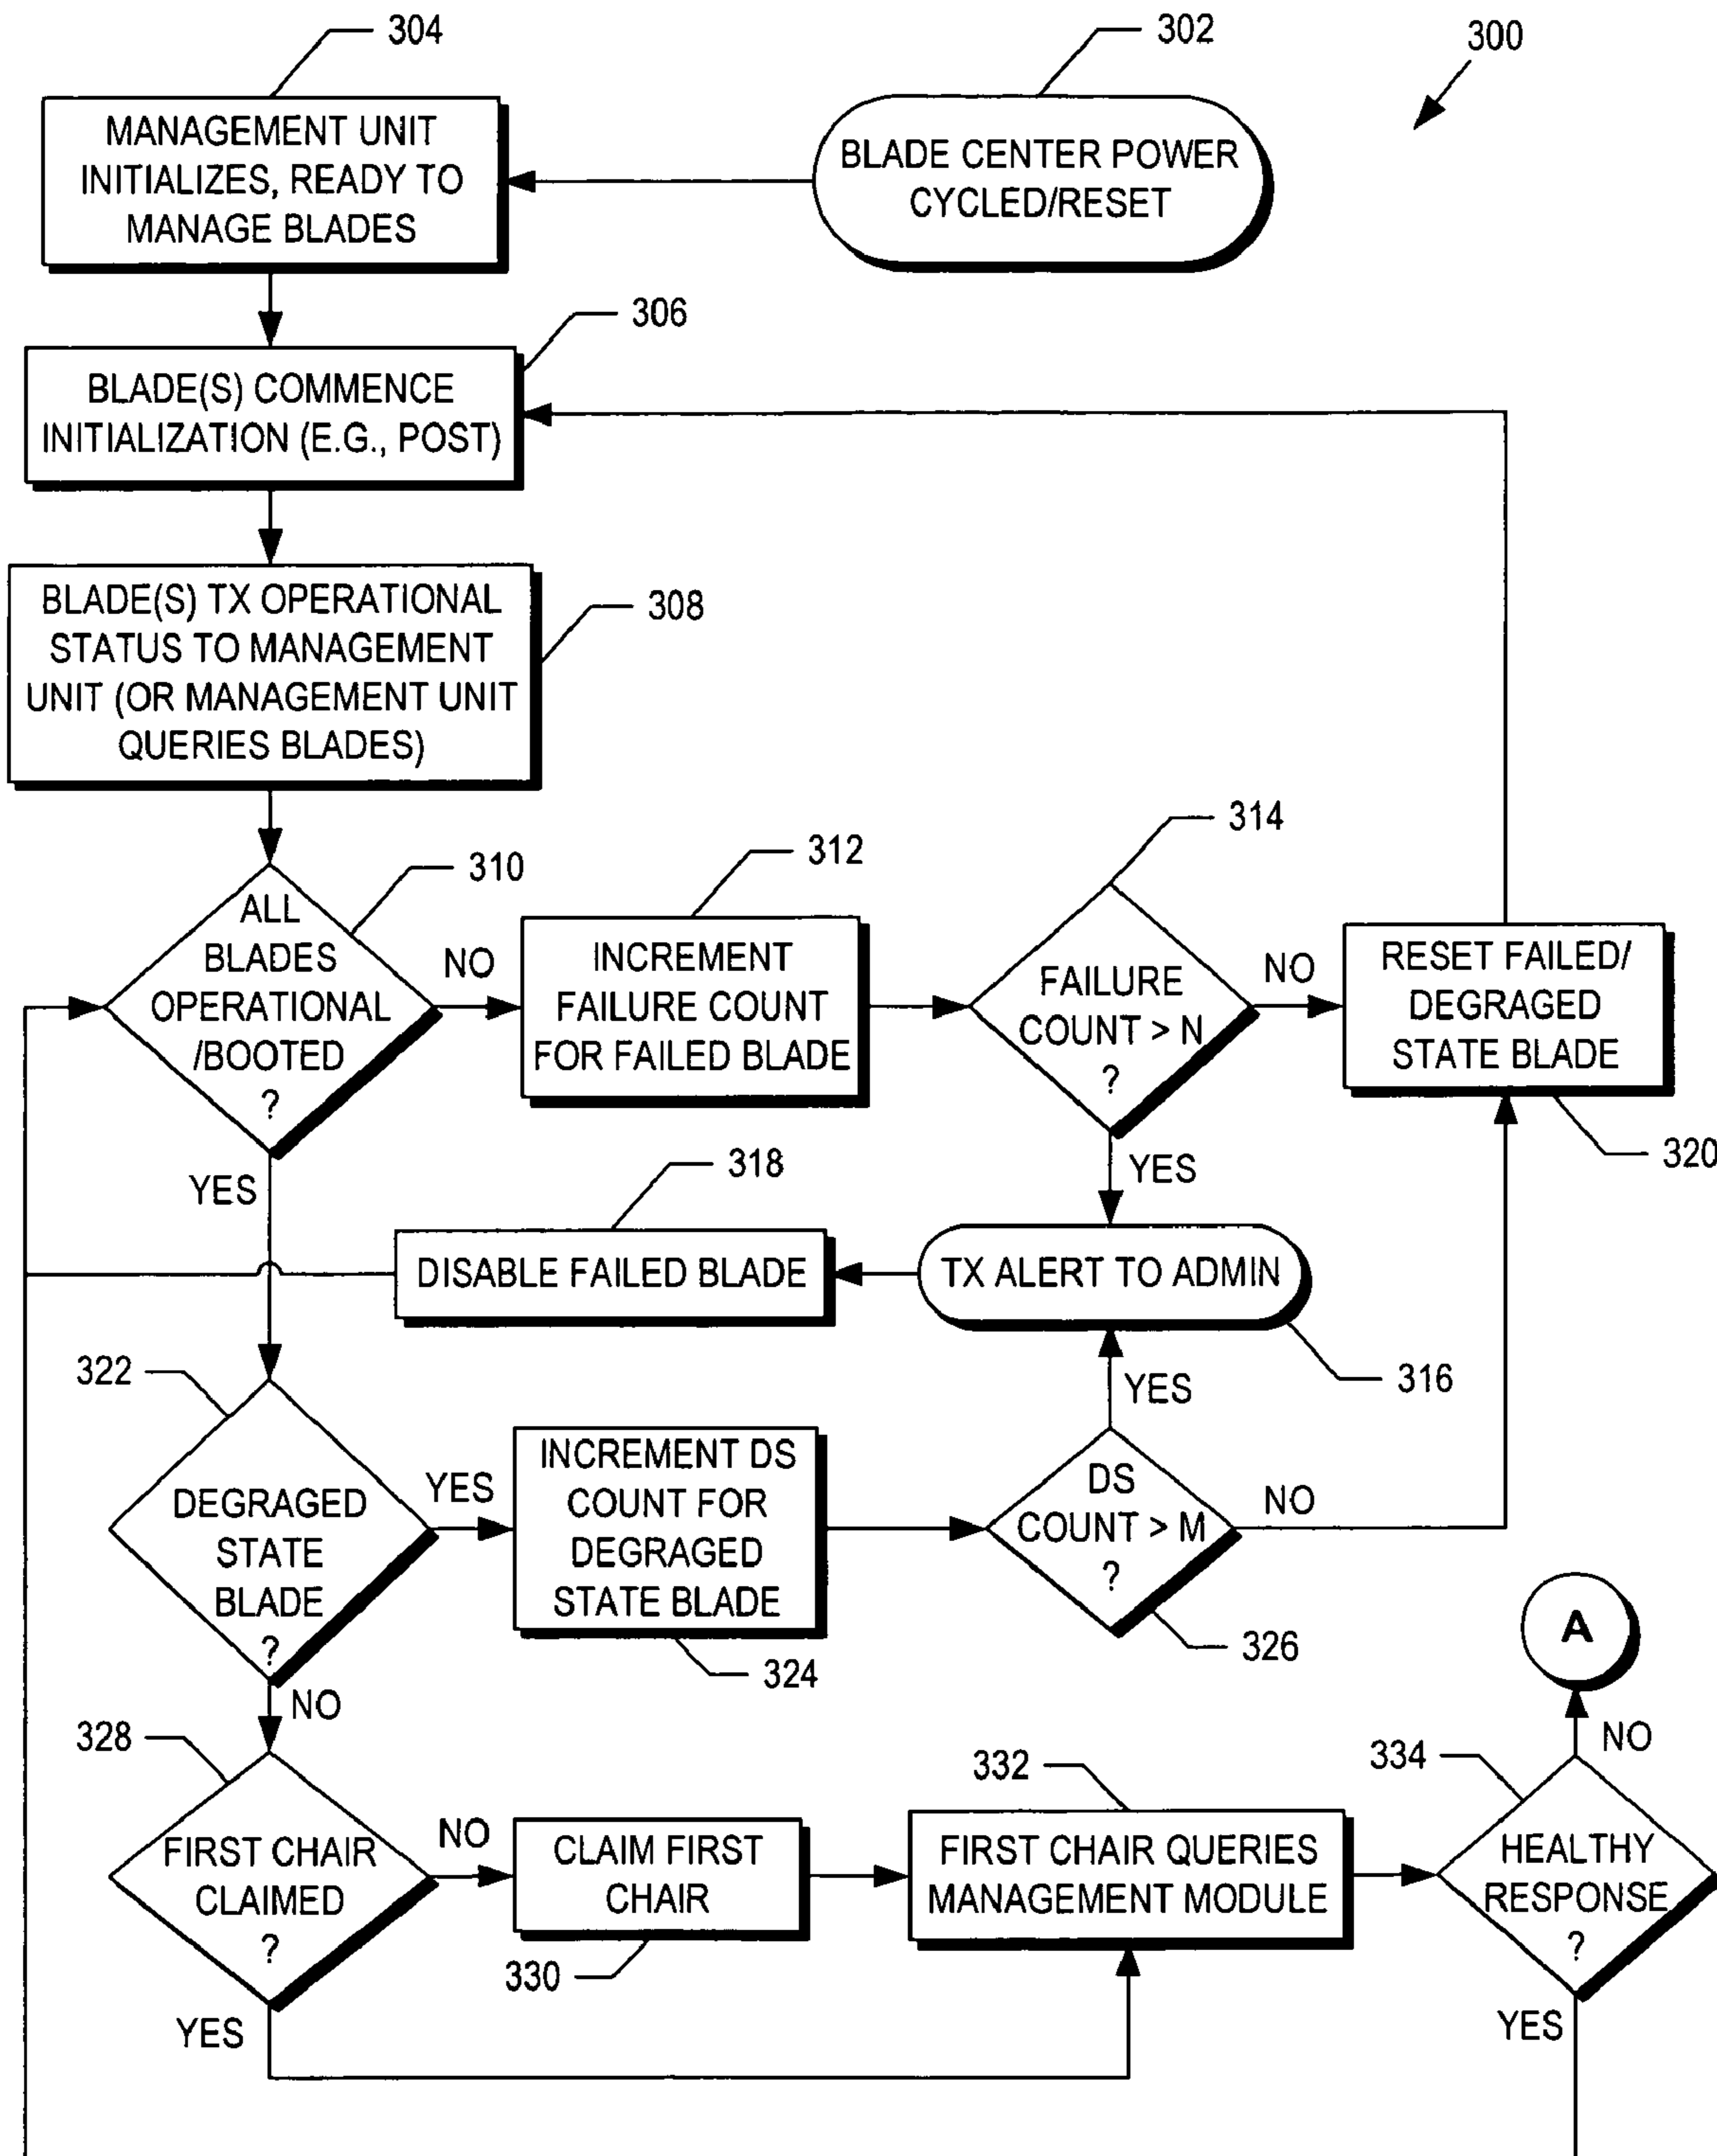 304
302
300
MANAGEMENT UNIT
INITIALIZES, READY TO
MANAGE BLADES
BLADE CENTER POWER
CYCLED/RESET
306
BLADE(S) COMMENCE
INITIALIZATION (E.G., POST)
BLADE(S) TX OPERATIONAL
STATUS TO MANAGEMENT
UNIT (OR MANAGEMENT UNIT
QUERIES BLADES)
308
310
312
314
ALL
BLADES
OPERATIONAL
/BOOTED
?
NO
INCREMENT
FAILURE COUNT
FOR FAILED BLADE
FAILURE
COUNT > N
?
NO
RESET FAILED/
DEGRAGED
STATE BLADE
320
YES
YES
318
DISABLE FAILED BLADE
TX ALERT TO ADMIN
316
322
YES
DEGRAGED
STATE
BLADE
?
YES
INCREMENT DS
COUNT FOR
DEGRAGED
STATE BLADE
324
DS
COUNT > M
?
NO
326
A
NO
NO
328
332
334
FIRST CHAIR
CLAIMED
?
NO
CLAIM FIRST
CHAIR
330
FIRST CHAIR QUERIES
MANAGEMENT MODULE
HEALTHY
RESPONSE
?
YES
YES